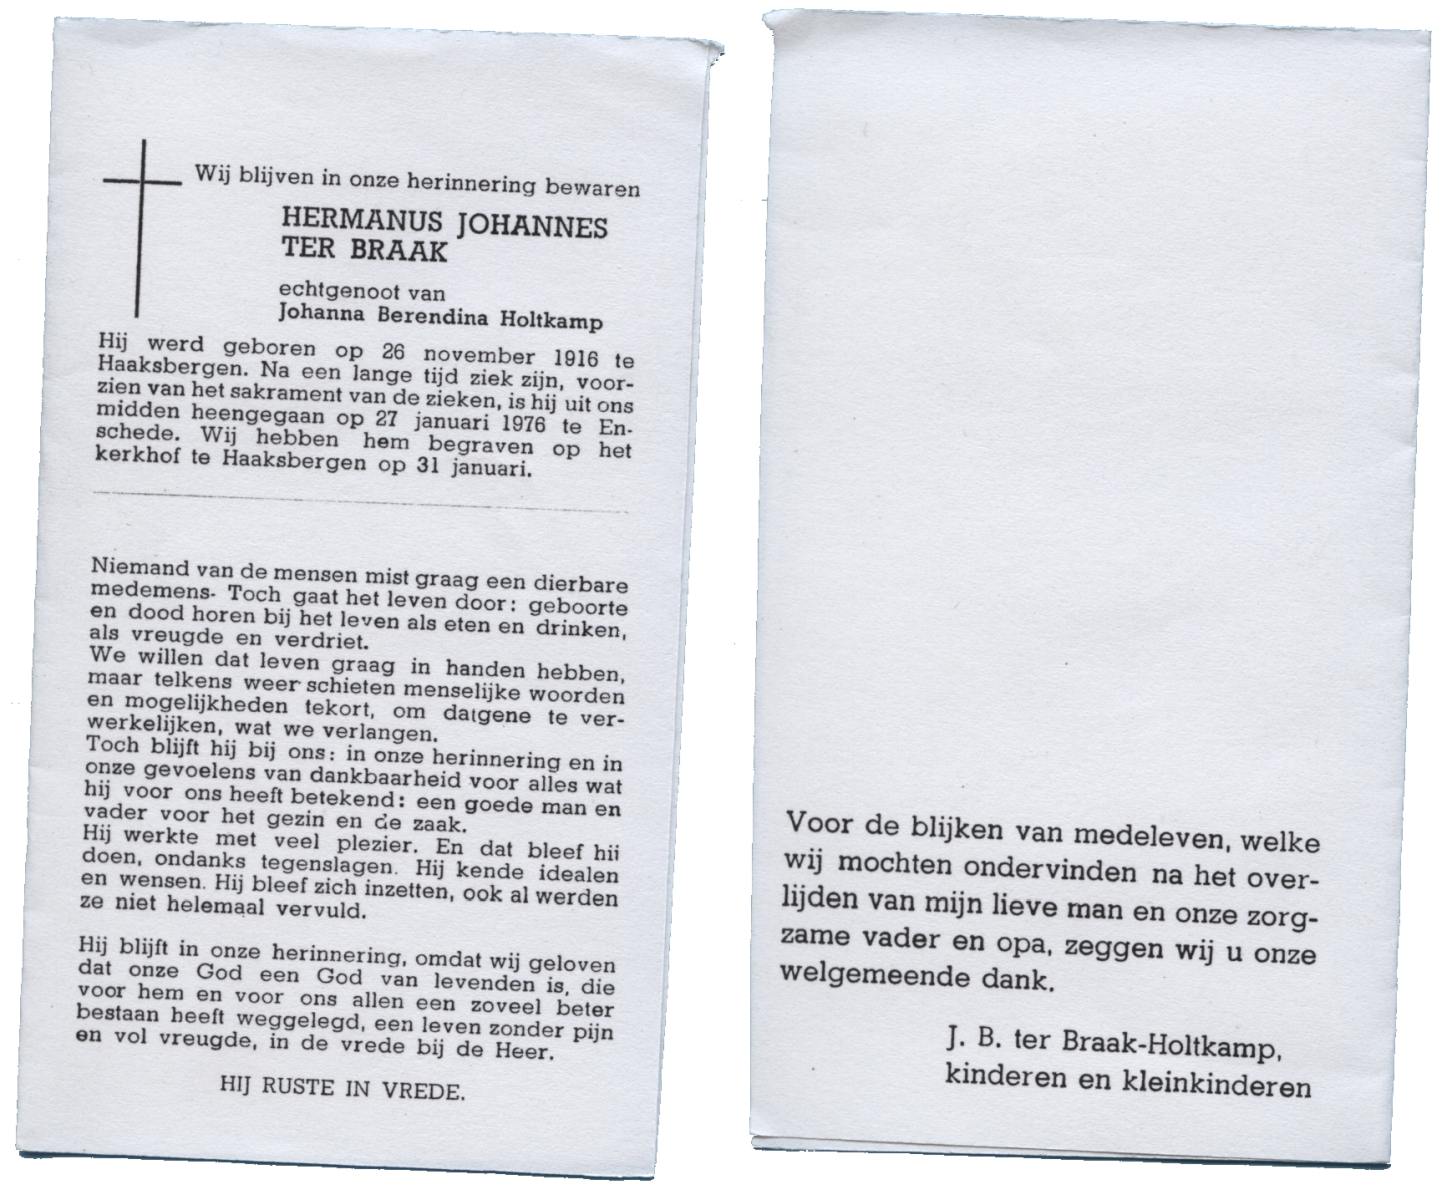 Wij blijven in onze herinnering bewaren
HERMANUS JOHANNES
TER BRAAK
echtgenoot van
Johanna Berendina Holtkamp
Hij werd geboren op 26 november 1916 te
Haaksbergen. Na een lange tijd ziek zijn, voor-
zien van het sakrament van de zieken, is hij uit ons
midden heengegaan op 27 januari 1976 te En-
schede. Wij hebben hem begraven op het
kerkhof te Haaksbergen op 31 januari.
Niemand van de mensen mist graag een dierbare
medemens. Toch gaat het leven door: geboorte
en dood horen bij het leven als eten en drinken,
als vreugde en verdriet.
We willen dat leven graag in handen hebben,
maar telkens weer schieten menselijke woorden
en mogelijkheden tekort, om datgene te ver-
werkelijken, wat we verlangen.
Toch blijft hij bij ons: in onze herinnering en in
onze gevoelens van dankbaarheid voor alles wat
hij voor ons heeft betekend: een goede man en
vader voor het gezin en de zaak.
Hij werkte met veel plezier. En dat bleef hij
doen, ondanks tegenslagen. Hij kende idealen
en wensen. Hij bleef zich inzetten, ook al werden
ze niet helemaal vervuld.
Hij blijft in onze herinnering, omdat wij geloven
dat onze God een God van levenden is, die
voor hem en voor ons allen een zoveel beter
bestaan heeft weggelegd, een leven zonder pijn
en vol vreugde, in de vrede bij de Heer.
HIJ RUSTE IN VREDE.
Voor de blijken van medeleven, welke
wij mochten ondervinden na het over-
lijden van mijn lieve man en onze zorg-
zame vader en opa, zeggen wij u onze
welgemeende dank.
J. B. ter Braak-Holtkamp,
kinderen en kleinkinderen